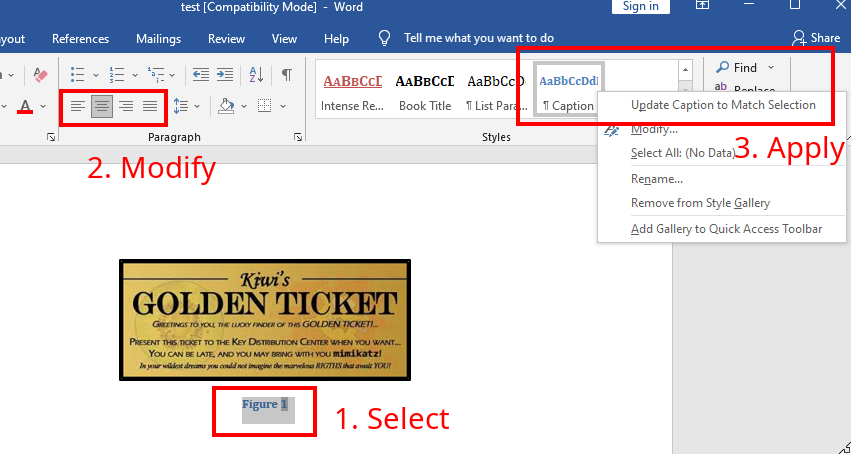 test [Compatibility Mode] - Word
Sign in
yout References Mailings Review View Help Tell me what you want to do Share
AaBbCcD AaBbCcD AaBbCcD AaBbCcDdI
Intense Re... Book Title ¶ List Para... ¶ Caption
Find
Replace
Paragraph
Styles
Update Caption to Match Selection
Modify...
Select All: (No Data)
Rename...
Remove from Style Gallery
Add Gallery to Quick Access Toolbar
2. Modify
3. Apply
Kiwi's
GOLDEN TICKET
GREETINGS TO YOU, THE LUCKY FINDER OF THIS GOLDEN TICKET!...
PRESENT THIS TICKET TO THE KEY DISTRIBUTION CENTER WHEN YOU WANT...
YOU CAN BE LATE, AND YOU MAY BRING WITH YOU mimikatz!
In your wildest dreams you could not imagine the marvelous RIGTHS that await YOU!
Figure 1
1. Select